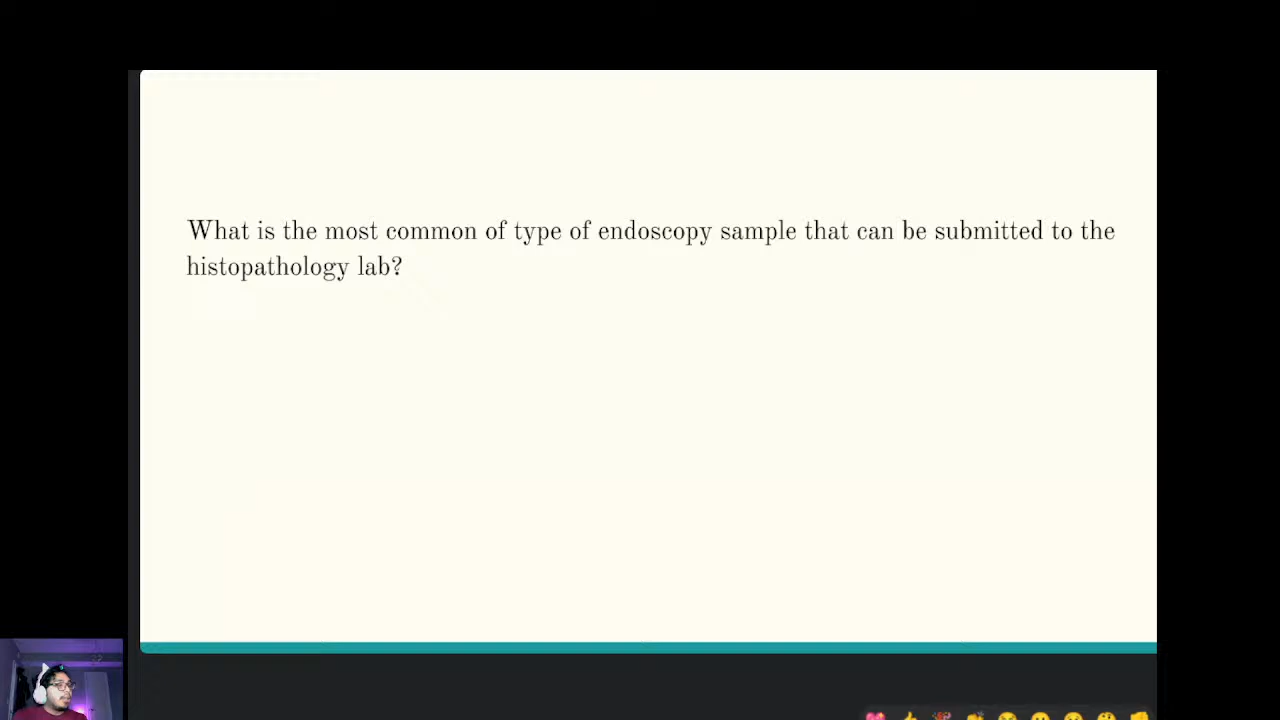 What is the most common of type of endoscopy sample that can be submitted to the
histopathology lab?